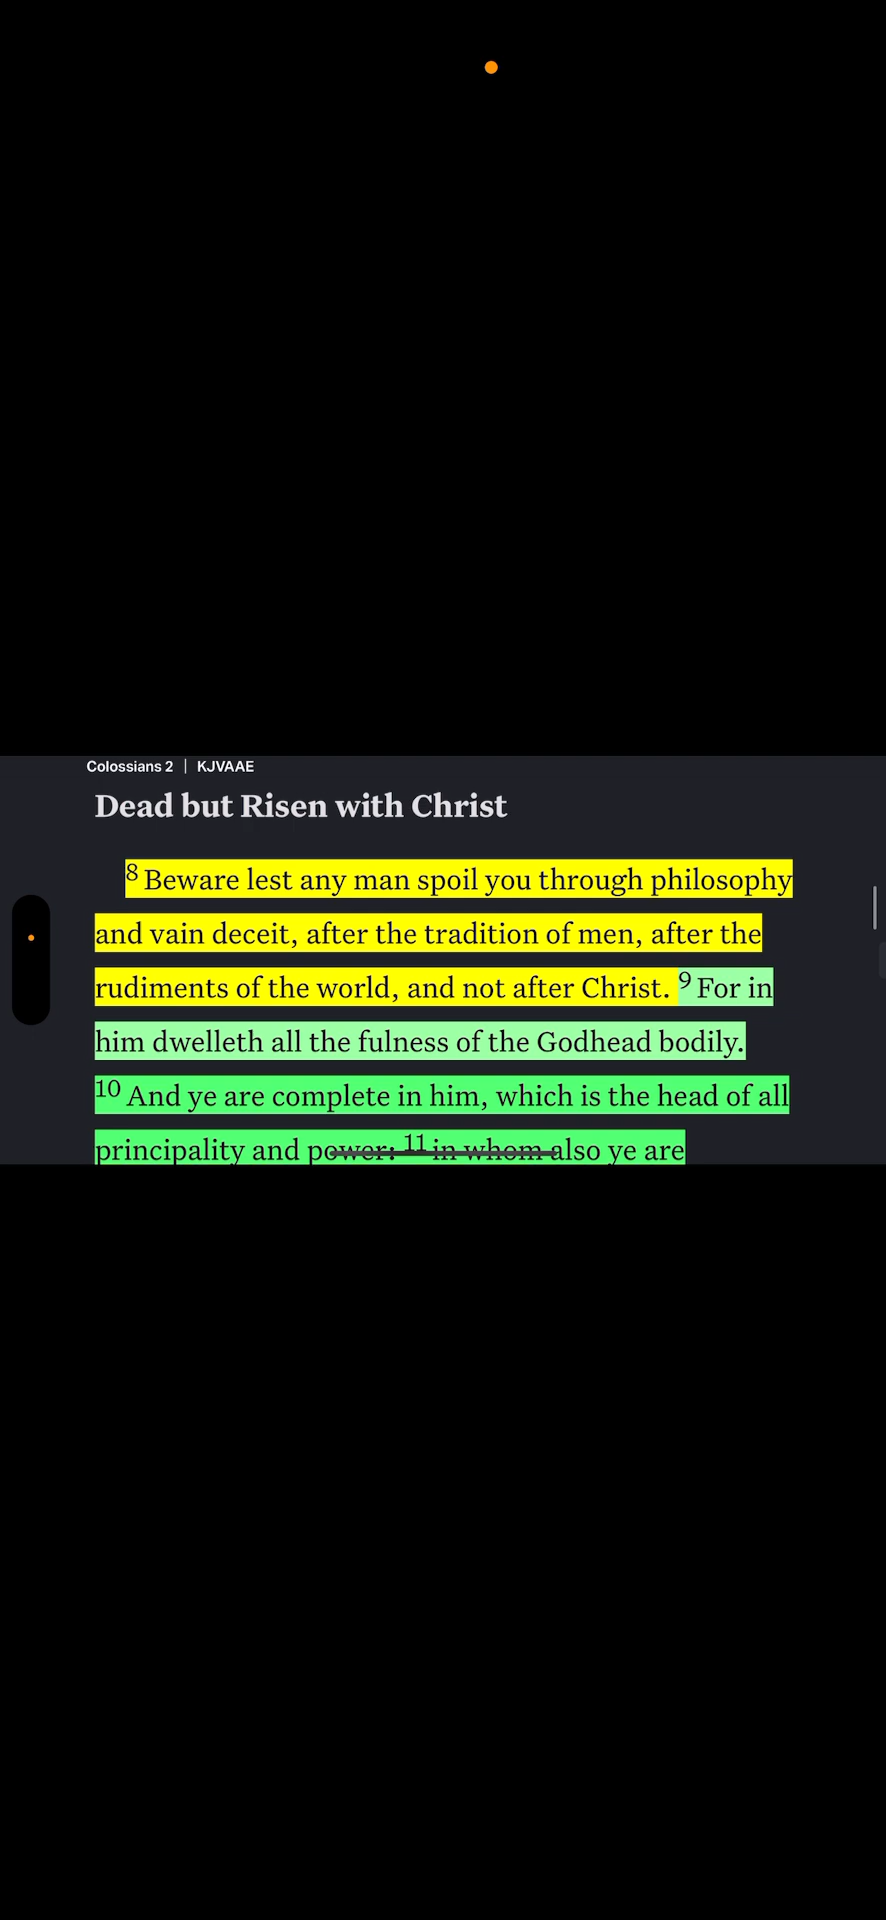 Colossians 2 | KJVAAE
Dead but Risen with Christ
8 Beware lest any man spoil you through philosophy
and vain deceit, after the tradition of men, after the
rudiments of the world, and not after Christ. 9 For in
him dwelleth all the fulness of the Godhead bodily.
10 And ye are complete in him, which is the head of all
principality and power: 11 in whom also ye are